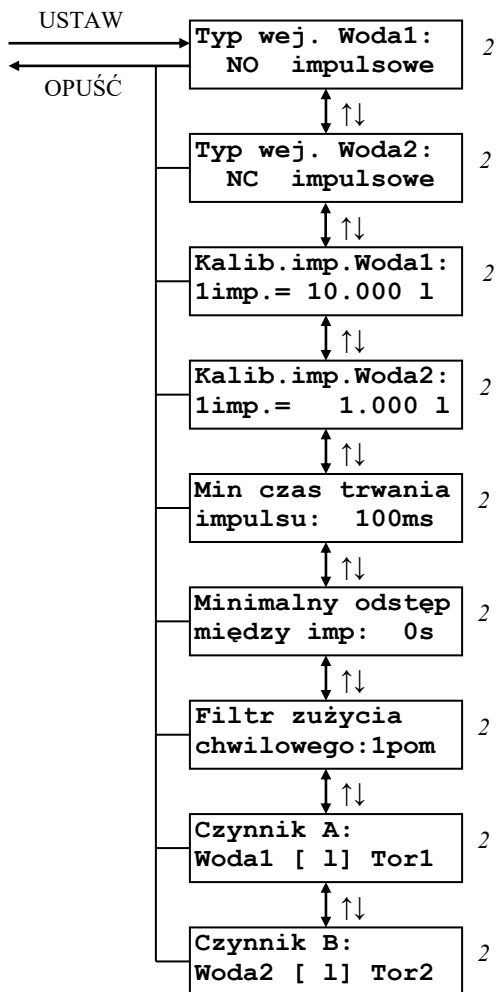 USTAW
OPUŚĆ
Typ wej. Woda1:
NO impulsowe
2
↑↓
Typ wej. Woda2:
NC impulsowe
2
↑↓
Kalib.imp.Woda1:
1imp.= 10.000 l
2
↑↓
Kalib.imp.Woda2:
1imp.= 1.000 l
2
↑↓
Min czas trwania
impulsu: 100ms
2
↑↓
Minimalny odstęp
między imp: 0s
2
↑↓
Filtr zużycia
chwilowego:1pom
2
↑↓
Czynnik A:
Woda1 [ l] Tor1
2
↑↓
Czynnik B:
Woda2 [ l] Tor2
2